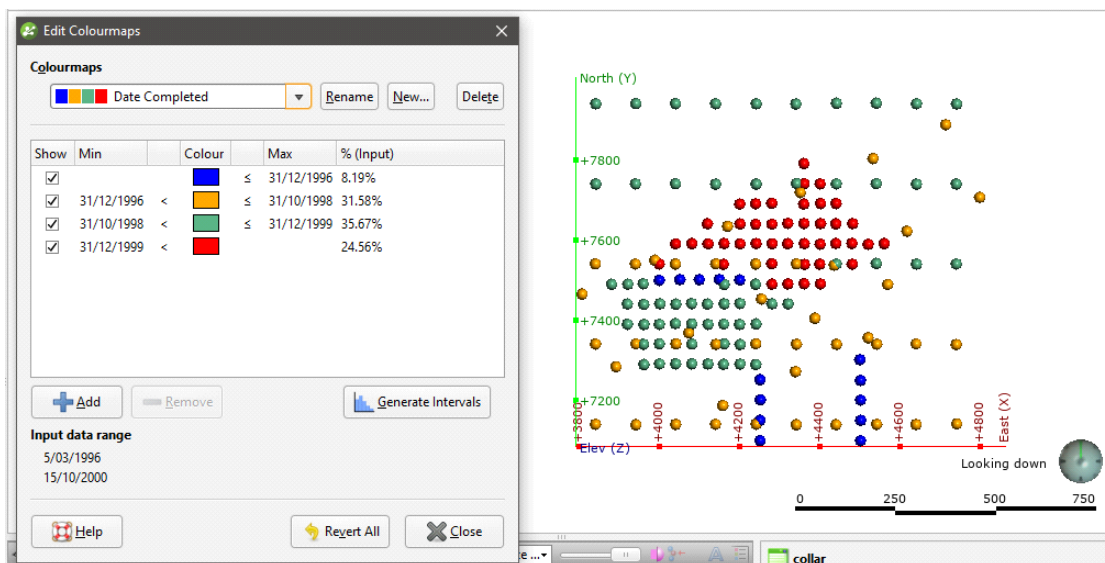 Edit Colourmaps
Colourmaps
Date Completed Rename New... Delete
Show Min Colour Max % (Input)
≤ 31/12/1996 8.19%
31/12/1996 < ≤ 31/10/1998 31.58%
31/10/1998 < ≤ 31/12/1999 35.67%
31/12/1999 < 24.56%
Add Remove Generate Intervals
Input data range
5/03/1996
15/10/2000
Help Revert All Close
North (Y)
+7800
+7600
+7400
+7200
+3800 +4000 +4200 +4400 +4600 +4800 East (X)
Elev (Z)
Looking down
0 250 500 750
collar